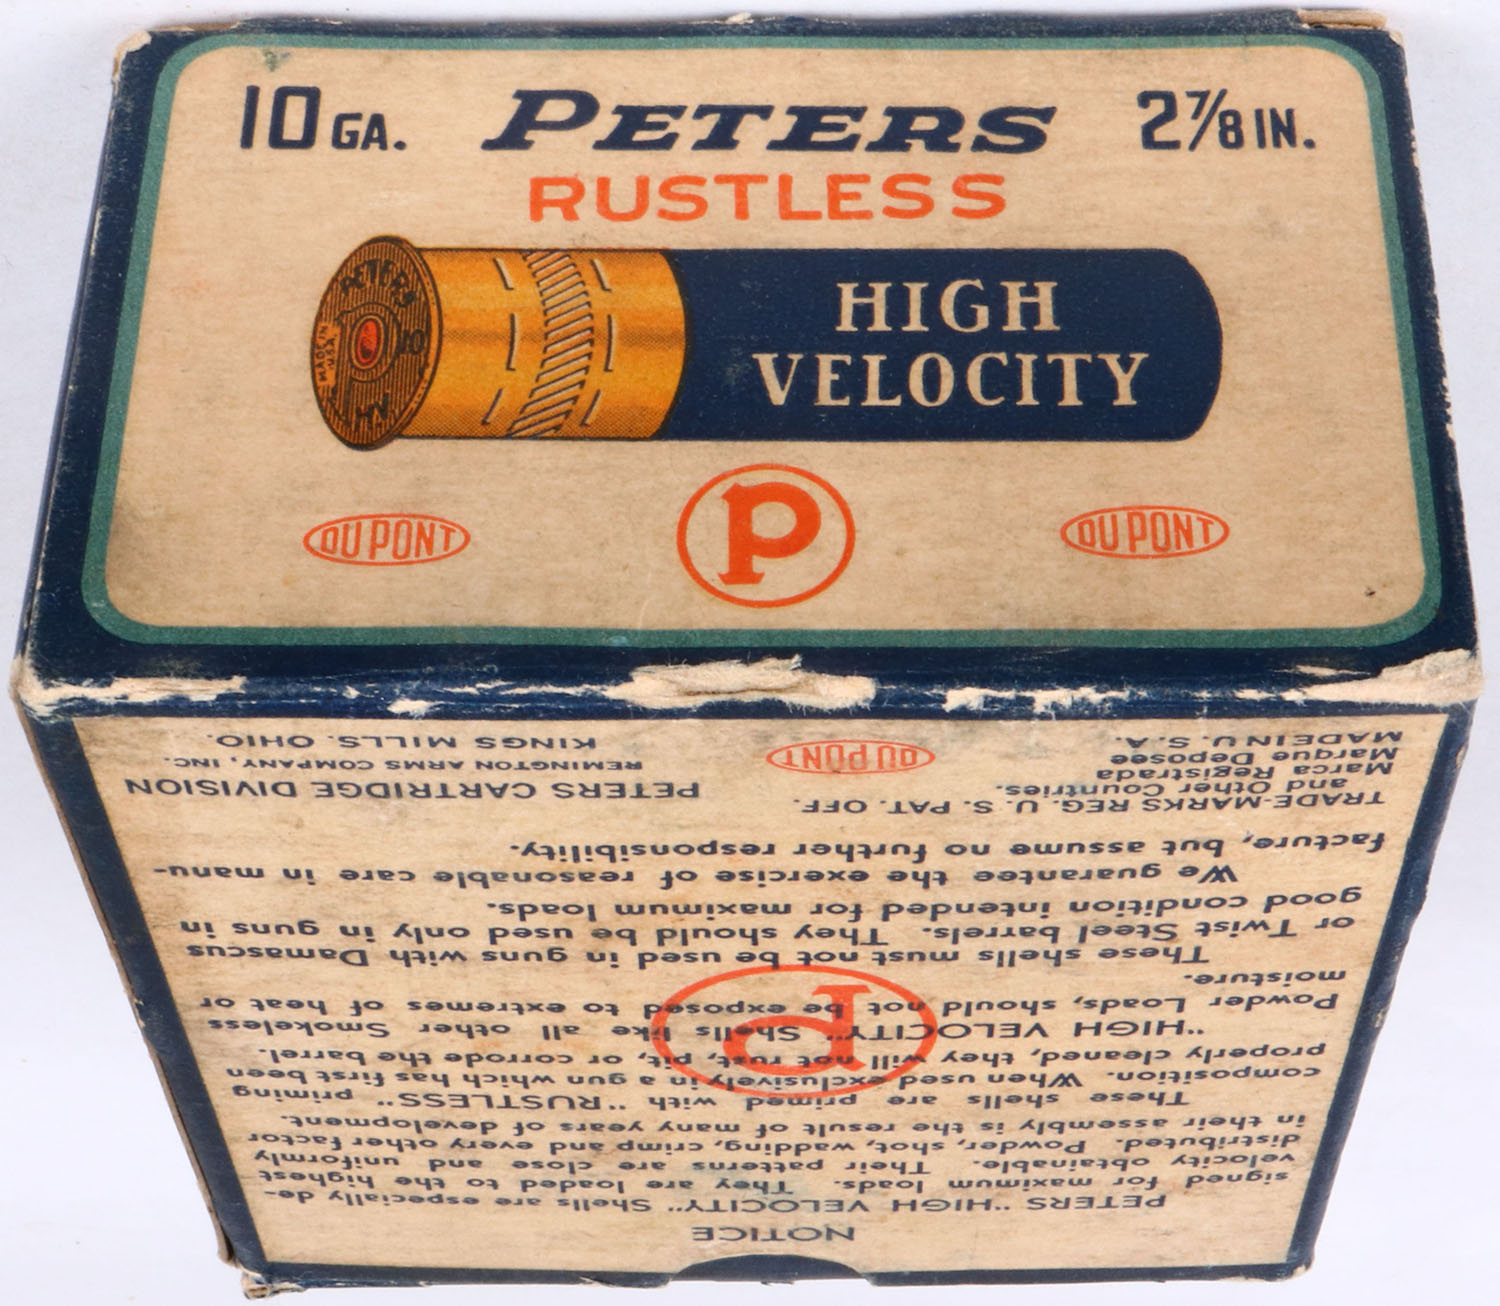 10 GA. PETERS 2⅞ IN.
RUSTLESS
PETERS
10
MADE IN
U.S.A.
HV
HIGH
VELOCITY
DU PONT P DU PONT
NOTICE
PETERS "HIGH VELOCITY" Shells are especially de-
signed for maximum loads. They are loaded to the highest
velocity obtainable. Their patterns are close and uniformly
distributed. Powder, shot, wadding, crimp and every other factor
in their assembly is the result of many years of development.
These shells are primed with "RUSTLESS" priming
composition. When used exclusively in a gun which has first been
properly cleaned, they will not rust, pit, or corrode the barrel.
"HIGH VELOCITY" Shells like all other Smokeless
Powder Loads, should not be exposed to extremes of heat or
moisture.
P
These shells must not be used in guns with Damascus
or Twist Steel barrels. They should be used only in guns in
good condition intended for maximum loads.
We guarantee the exercise of reasonable care in manu-
facture, but assume no further responsibility.
TRADE-MARKS REG. U. S. PAT. OFF.
and Other Countries.
Marca Registrada
Marque Deposee
MADE IN U. S. A.
DU PONT
PETERS CARTRIDGE DIVISION
REMINGTON ARMS COMPANY, INC.
KINGS MILLS, OHIO.